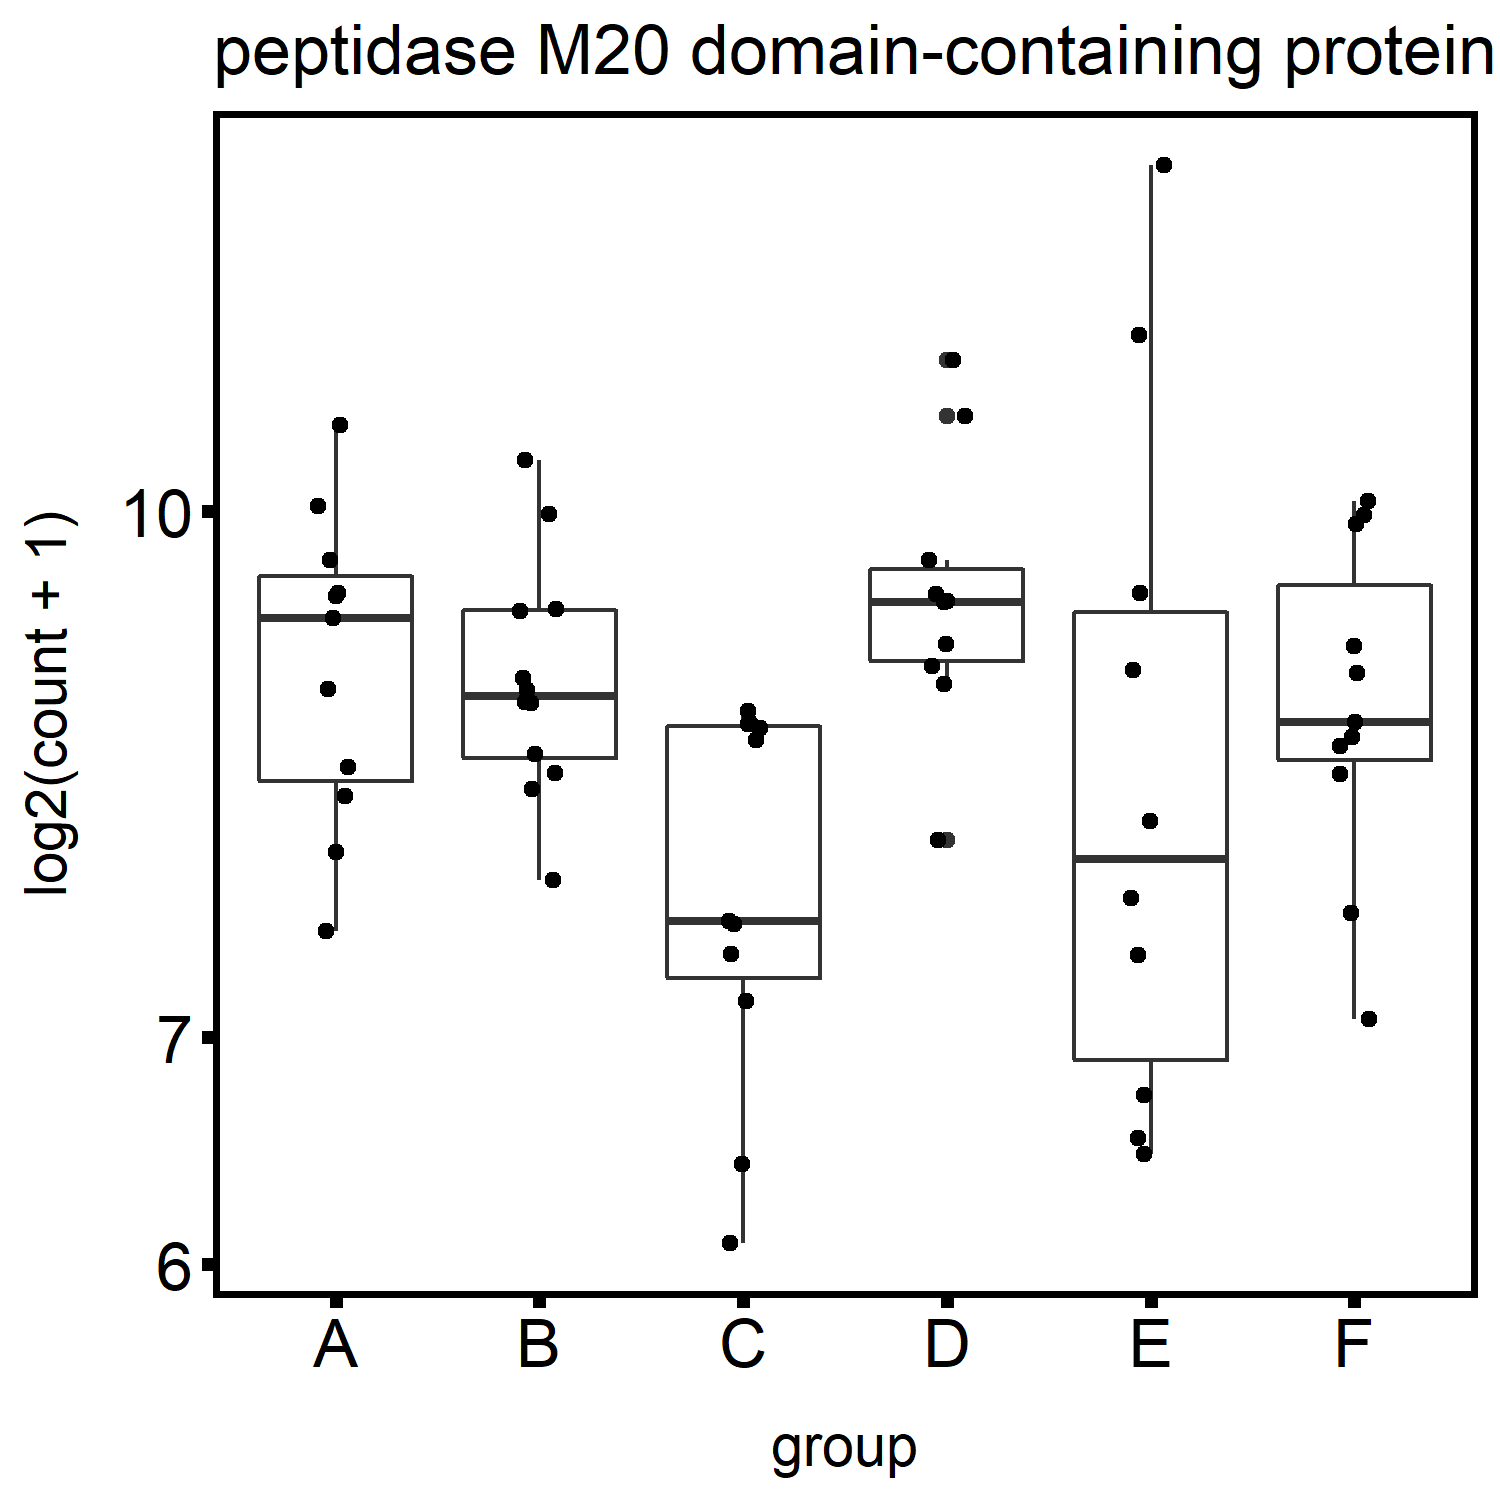 peptidase M20 domain-containing protein
log2(count + 1)
10
7
6
A B C D E F
group